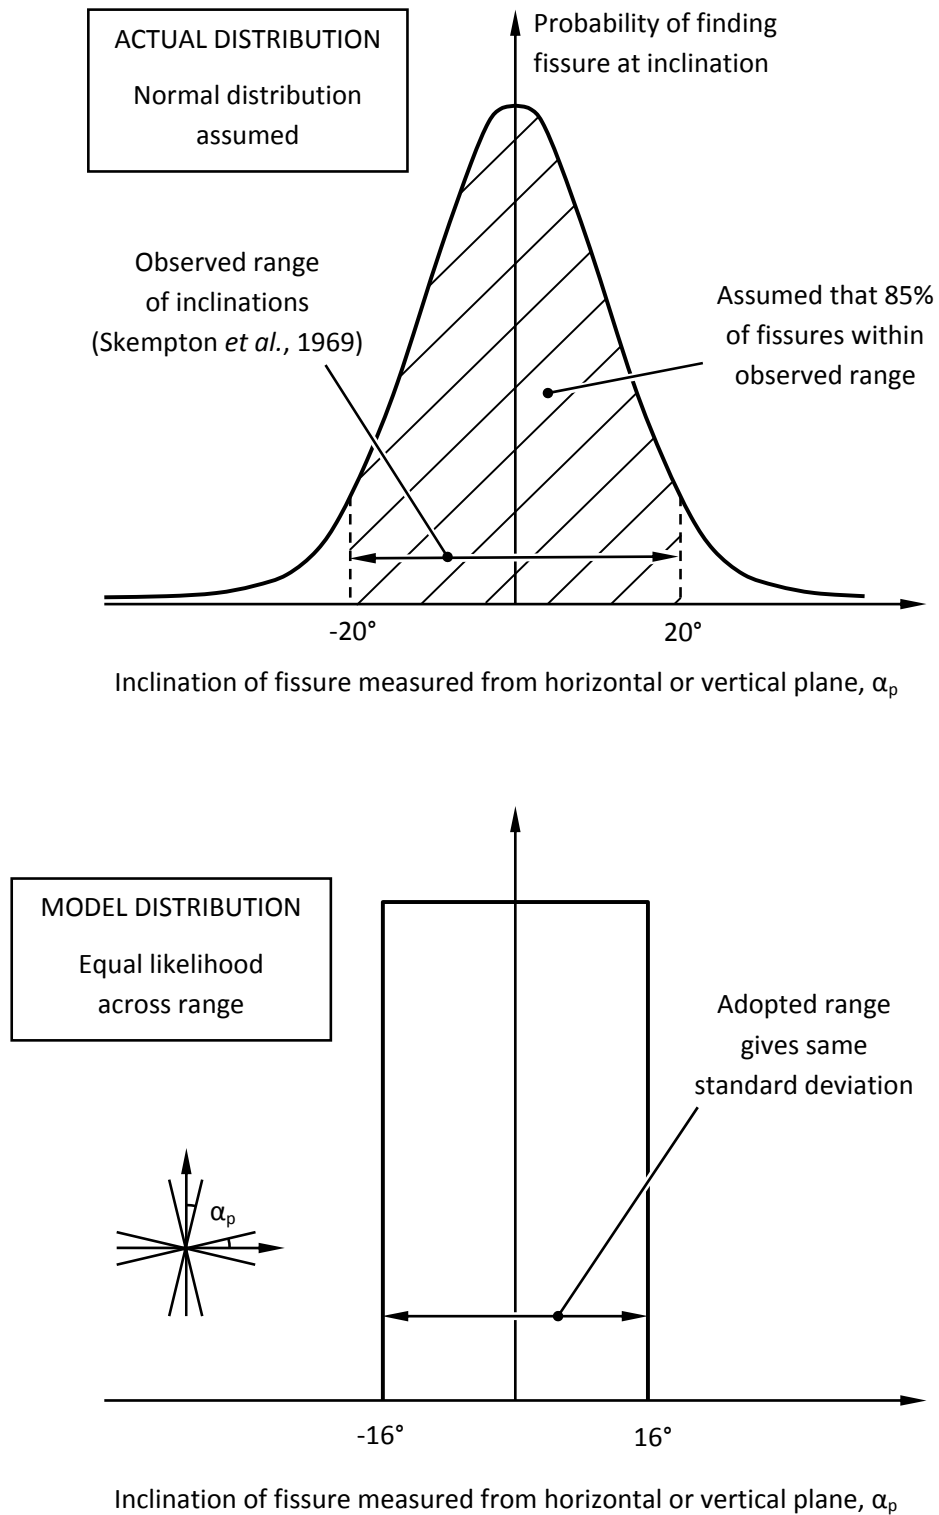 ACTUAL DISTRIBUTION
Normal distribution
assumed
Probability of finding
fissure at inclination
Observed range
of inclinations
(Skempton et al., 1969)
Assumed that 85%
of fissures within
observed range
-20°
20°
Inclination of fissure measured from horizontal or vertical plane, αp
MODEL DISTRIBUTION
Equal likelihood
across range
Adopted range
gives same
standard deviation
αp
-16°
16°
Inclination of fissure measured from horizontal or vertical plane, αp